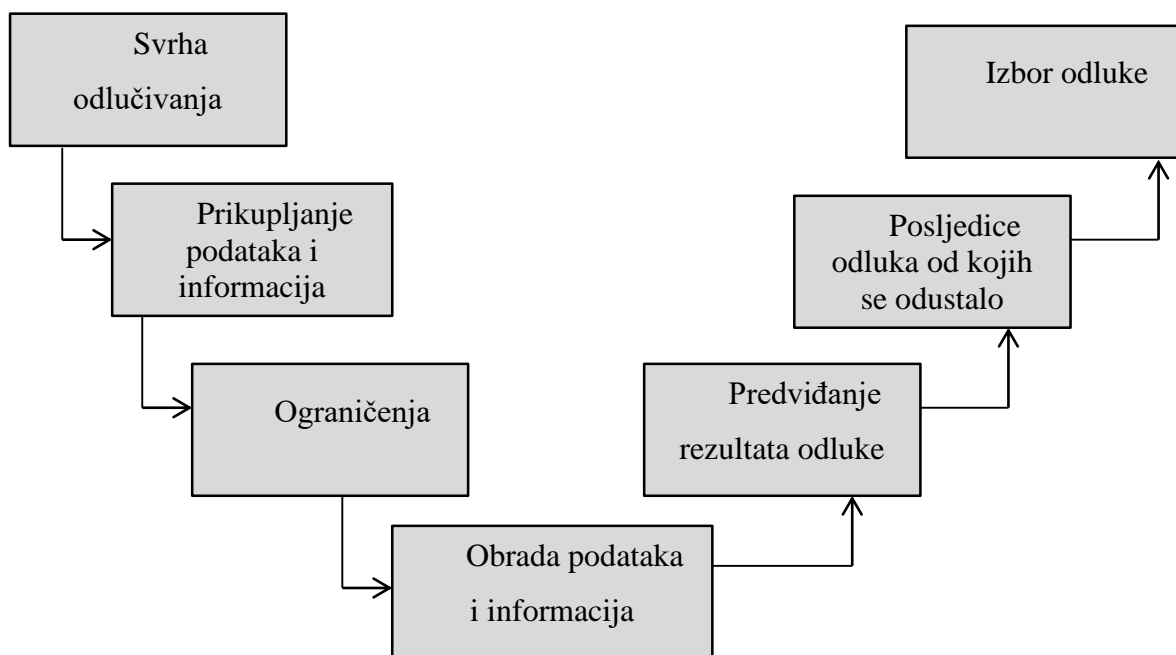 Svrha
odlučivanja
Prikupljanje
podataka i
informacija
Ograničenja
Obrada podataka
i informacija
Predviđanje
rezultata odluke
Posljedice
odluka od kojih
se odustalo
Izbor odluke